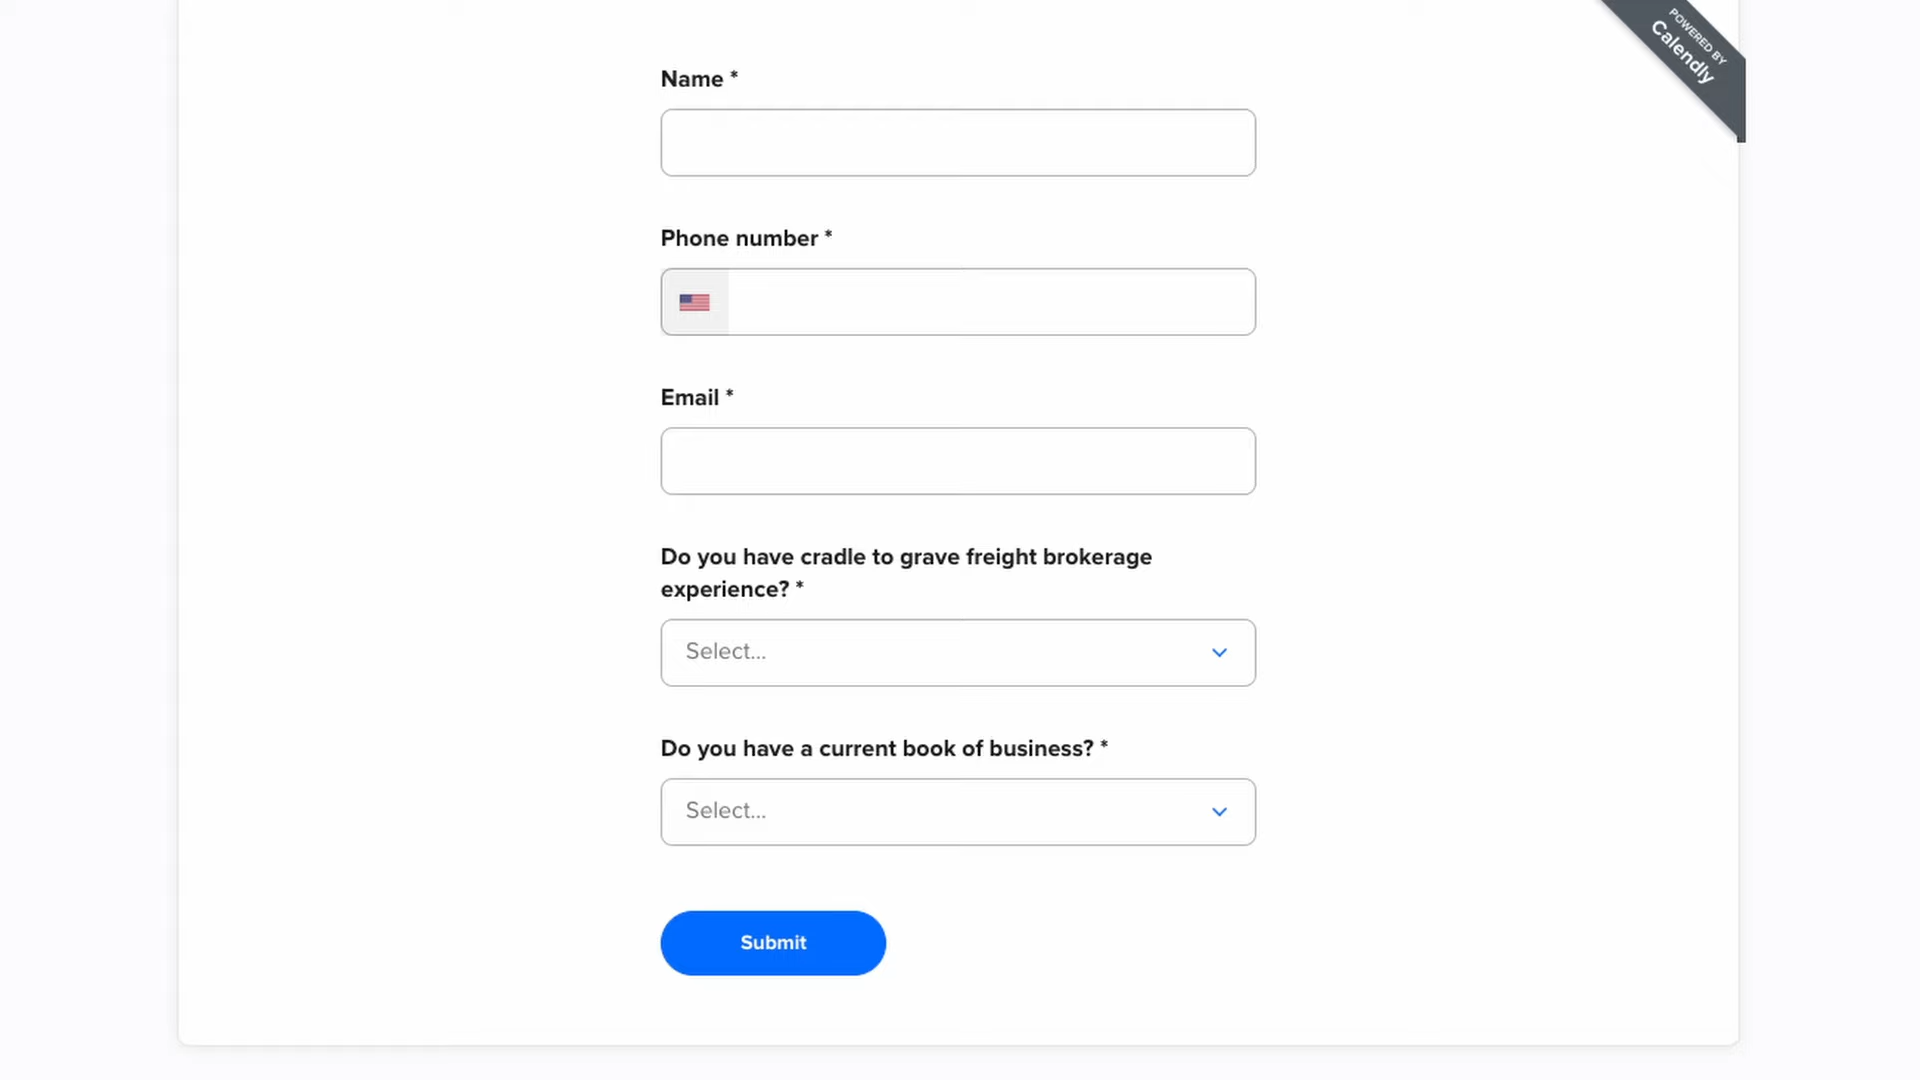 POWERED BY
Calendly
Name *
Phone number *
Email *
Do you have cradle to grave freight brokerage
experience? *
Select...
Do you have a current book of business? *
Select...
Submit